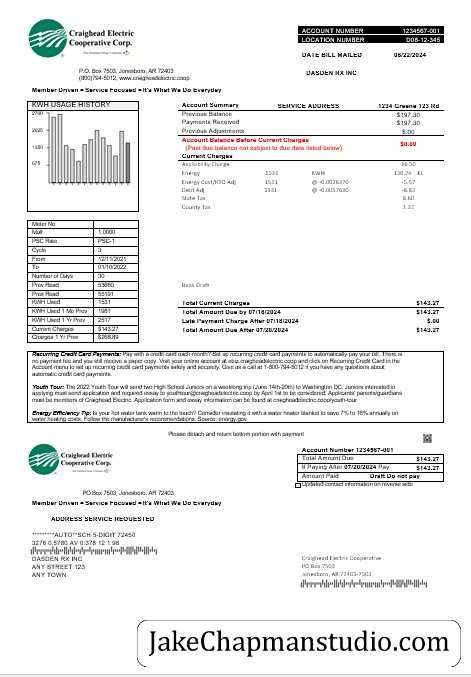 Craighead Electric
Cooperative Corp.
ACCOUNT NUMBER 1234567-001
LOCATION NUMBER D08-12-345
DATE BILL MAILED 06/22/2024
P.O. Box 7503, Jonesboro, AR 72403
(800)794-5012, www.craigheadelectric.coop
DASDEN RX INC
Member Driven = Service Focused = It's What We Do Everyday
KWH USAGE HISTORY
2700
2025
1350
675
Account Summary SERVICE ADDRESS 1234 Greene 123 Rd
Previous Balance $197.30
Payments Received $197.30
Previous Adjustments $.00
Account Balance Before Current Charges $0.00
(Past due balance not subject to due date listed below)
Current Charges
Availability Charge
Energy 1531 KWH
Energy Cost/RTO Adj 1531 -5.57
Debt Adj 1531
State Tax
County Tax
Meter No
Mult 1.0000
PSC Rate PSC-1
Cycle 3
From 12/11/2021
To 01/10/2022
Number of Days 30
Prev Read 53660
Pres Read 55191
KWH Used 1531
KWH Used 1 Mo Prev 1981
KWH Used 1 Yr Prev 2517
Current Charges $143.27
Charges 1 Yr Prev $268.89
Bank Draft
Total Current Charges $143.27
Total Amount Due by 07/18/2024 $143.27
Late Payment Charge After 07/18/2024 $.00
Total Amount Due After 07/20/2024 $143.27
Recurring Credit Card Payments: Pay with a credit card each month? Set up recurring credit card payments to automatically pay your bill. There is
no payment fee and you still receive a paper copy. Visit your online account at ebiz.craigheadelectric.coop and click on Recurring Credit Card in the
Account menu to set up recurring credit card payments safely and securely. Give us a call at 1-800-794-5012 if you have any questions about
automatic credit card payments.
Youth Tour: The 2022 Youth Tour will send two High School Juniors on a weeklong trip (June 14th-20th) to Washington DC. Juniors interested in
applying must send application and required essay to youthtour@craigheadelectric.coop by April 1st to be considered. Applicants' parents/guardians
must be members of Craighead Electric. Application form and essay information can be found at craigheadelectric.coop/youth-tour
Energy Efficiency Tip: Is your hot water tank warm to the touch? Consider insulating it with a water heater blanket to save 7% to 16% annually on
water heating costs. Follow the manufacturer's recommendations. Source: energy.gov
Please detach and return bottom portion with payment
Craighead Electric
Cooperative Corp.
Account Number 1234567-001
Total Amount Due $143.27
If Paying After 07/20/2024 Pay $143.27
Amount Paid Draft Do not pay
Updated contact information on reverse side
PO Box 7503, Jonesboro, AR 72403
Member Driven = Service Focused = It's What We Do Everyday
ADDRESS SERVICE REQUESTED
*********AUTO**SCH 5-DIGIT 72450
3276 0.5780 AV 0.378 12 1 98
DASDEN RX INC
ANY STREET 123
ANY TOWN
Craighead Electric Cooperative
PO Box 7503
Jonesboro, AR 72403-7503
JakeChapmanstudio.com